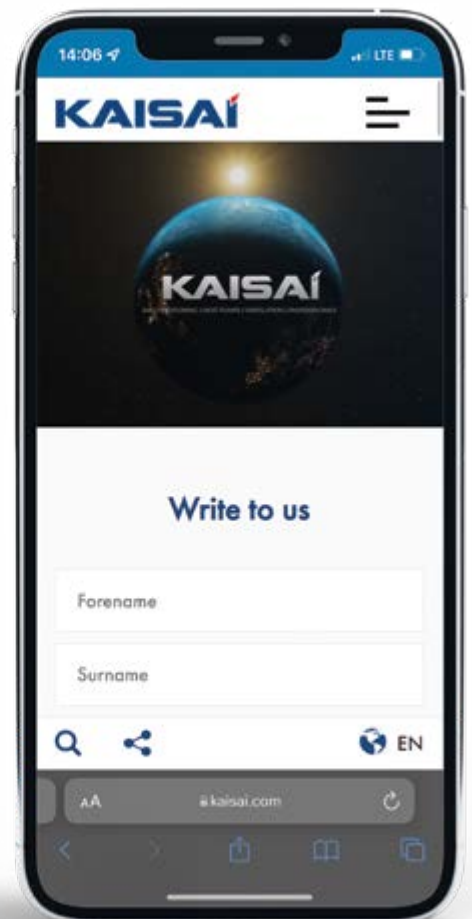 14:06
LTE
KAISAI
KAISAI
Write to us
Forename
Surname
EN
AA
kaisai.com